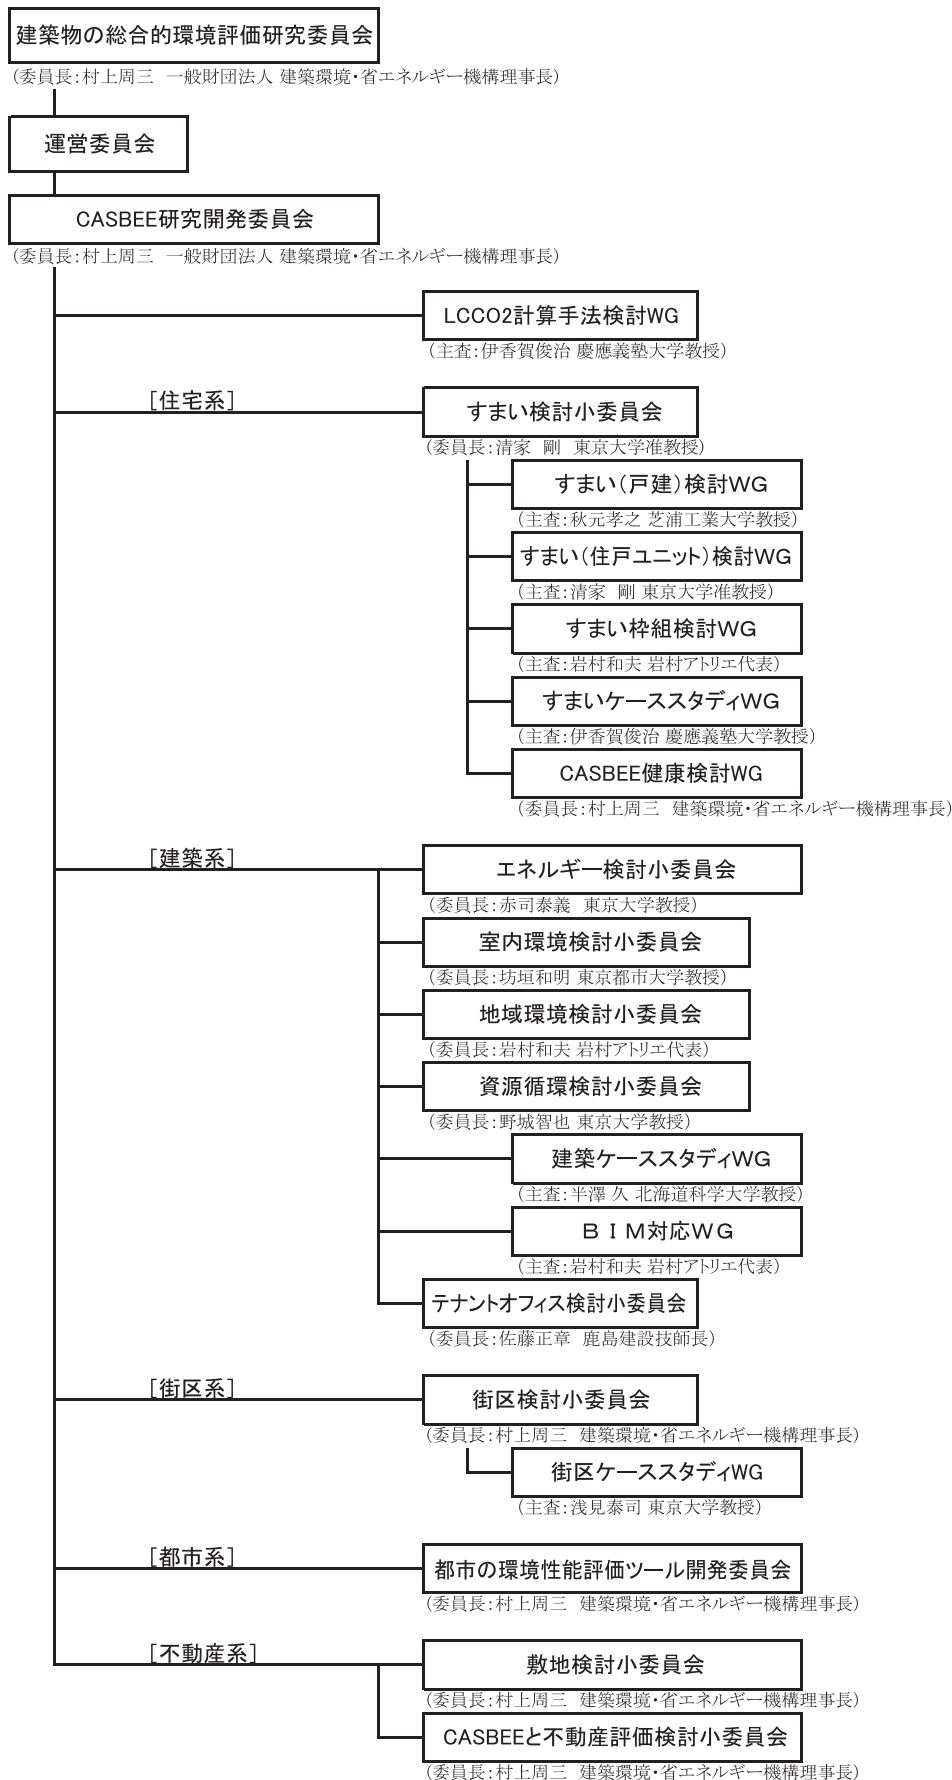 建築物の総合的環境評価研究委員会
（委員長：村上周三　一般財団法人 建築環境・省エネルギー機構理事長）
運営委員会
CASBEE研究開発委員会
（委員長：村上周三　一般財団法人 建築環境・省エネルギー機構理事長）
LCCO2計算手法検討WG
（主査：伊香賀俊治 慶應義塾大学教授）
［住宅系］
すまい検討小委員会
（委員長：清家　剛　東京大学准教授）
すまい（戸建）検討ＷＧ
（主査：秋元孝之 芝浦工業大学教授）
すまい（住戸ユニット）検討ＷＧ
（主査：清家　剛 東京大学准教授）
すまい枠組検討ＷＧ
（主査：岩村和夫 岩村アトリエ代表）
すまいケーススタディＷＧ
（主査：伊香賀俊治 慶應義塾大学教授）
CASBEE健康検討WG
（委員長：村上周三　建築環境・省エネルギー機構理事長）
［建築系］
エネルギー検討小委員会
（委員長：赤司泰義　東京大学教授）
室内環境検討小委員会
（委員長：坊垣和明 東京都市大学教授）
地域環境検討小委員会
（委員長：岩村和夫 岩村アトリエ代表）
資源循環検討小委員会
（委員長：野城智也 東京大学教授）
建築ケーススタディＷＧ
（主査：半澤 久 北海道科学大学教授）
ＢＩＭ対応ＷＧ
（主査：岩村和夫 岩村アトリエ代表）
テナントオフィス検討小委員会
（委員長：佐藤正章　鹿島建設技師長）
［街区系］
街区検討小委員会
（委員長：村上周三　建築環境・省エネルギー機構理事長）
街区ケーススタディWG
（主査：浅見泰司 東京大学教授）
［都市系］
都市の環境性能評価ツール開発委員会
（委員長：村上周三　建築環境・省エネルギー機構理事長）
［不動産系］
敷地検討小委員会
（委員長：村上周三　建築環境・省エネルギー機構理事長）
CASBEEと不動産評価検討小委員会
（委員長：村上周三　建築環境・省エネルギー機構理事長）